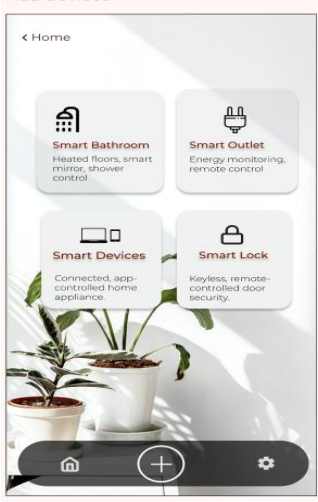 < Home
Smart Bathroom
Heated floors, smart
mirror, shower
control
Smart Outlet
Energy monitoring,
remote control
Smart Devices
Connected, app-
controlled home
appliance.
Smart Lock
Keyless, remote-
controlled door
security.